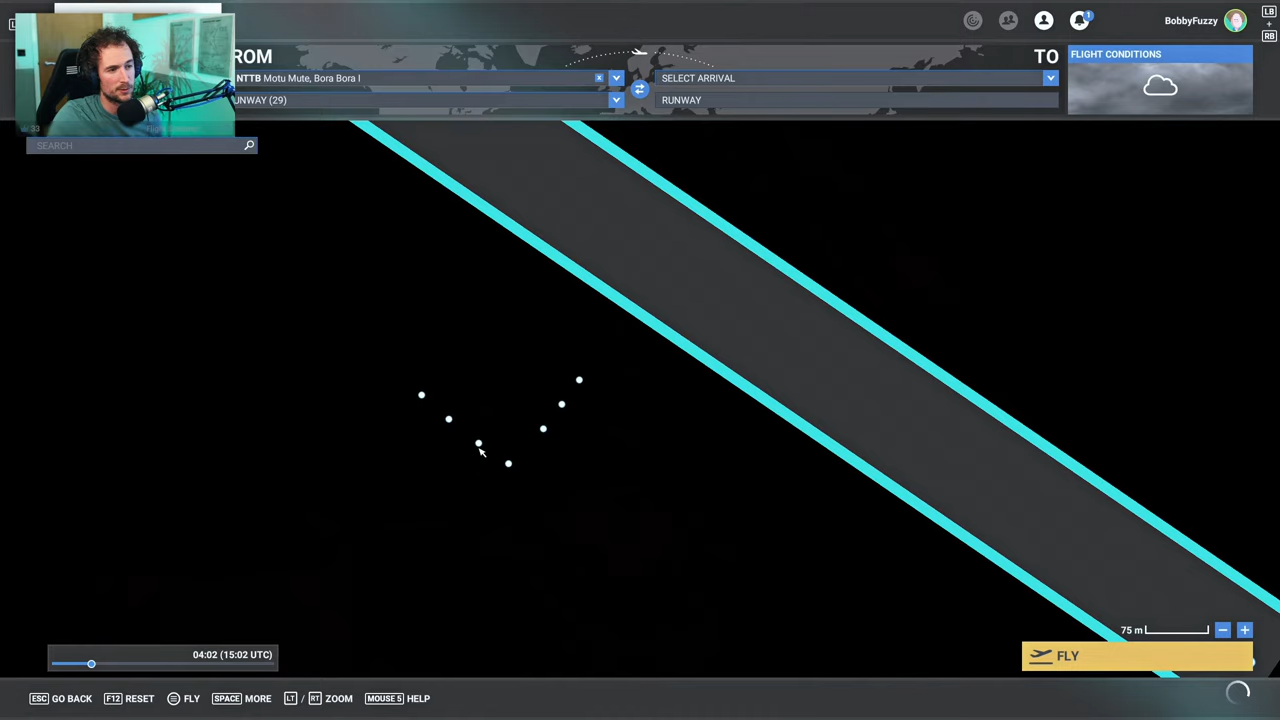 LB
+
RB
BobbyFuzzy
1
ROM
TO
FLIGHT CONDITIONS
NTTB Motu Mute, Bora Bora I
x
SELECT ARRIVAL
UNWAY (29)
RUNWAY
33
SEARCH
75 m
04:02 (15:02 UTC)
FLY
ESC GO BACK
F12 RESET
FLY
SPACE MORE
LT / RT ZOOM
MOUSE 5 HELP